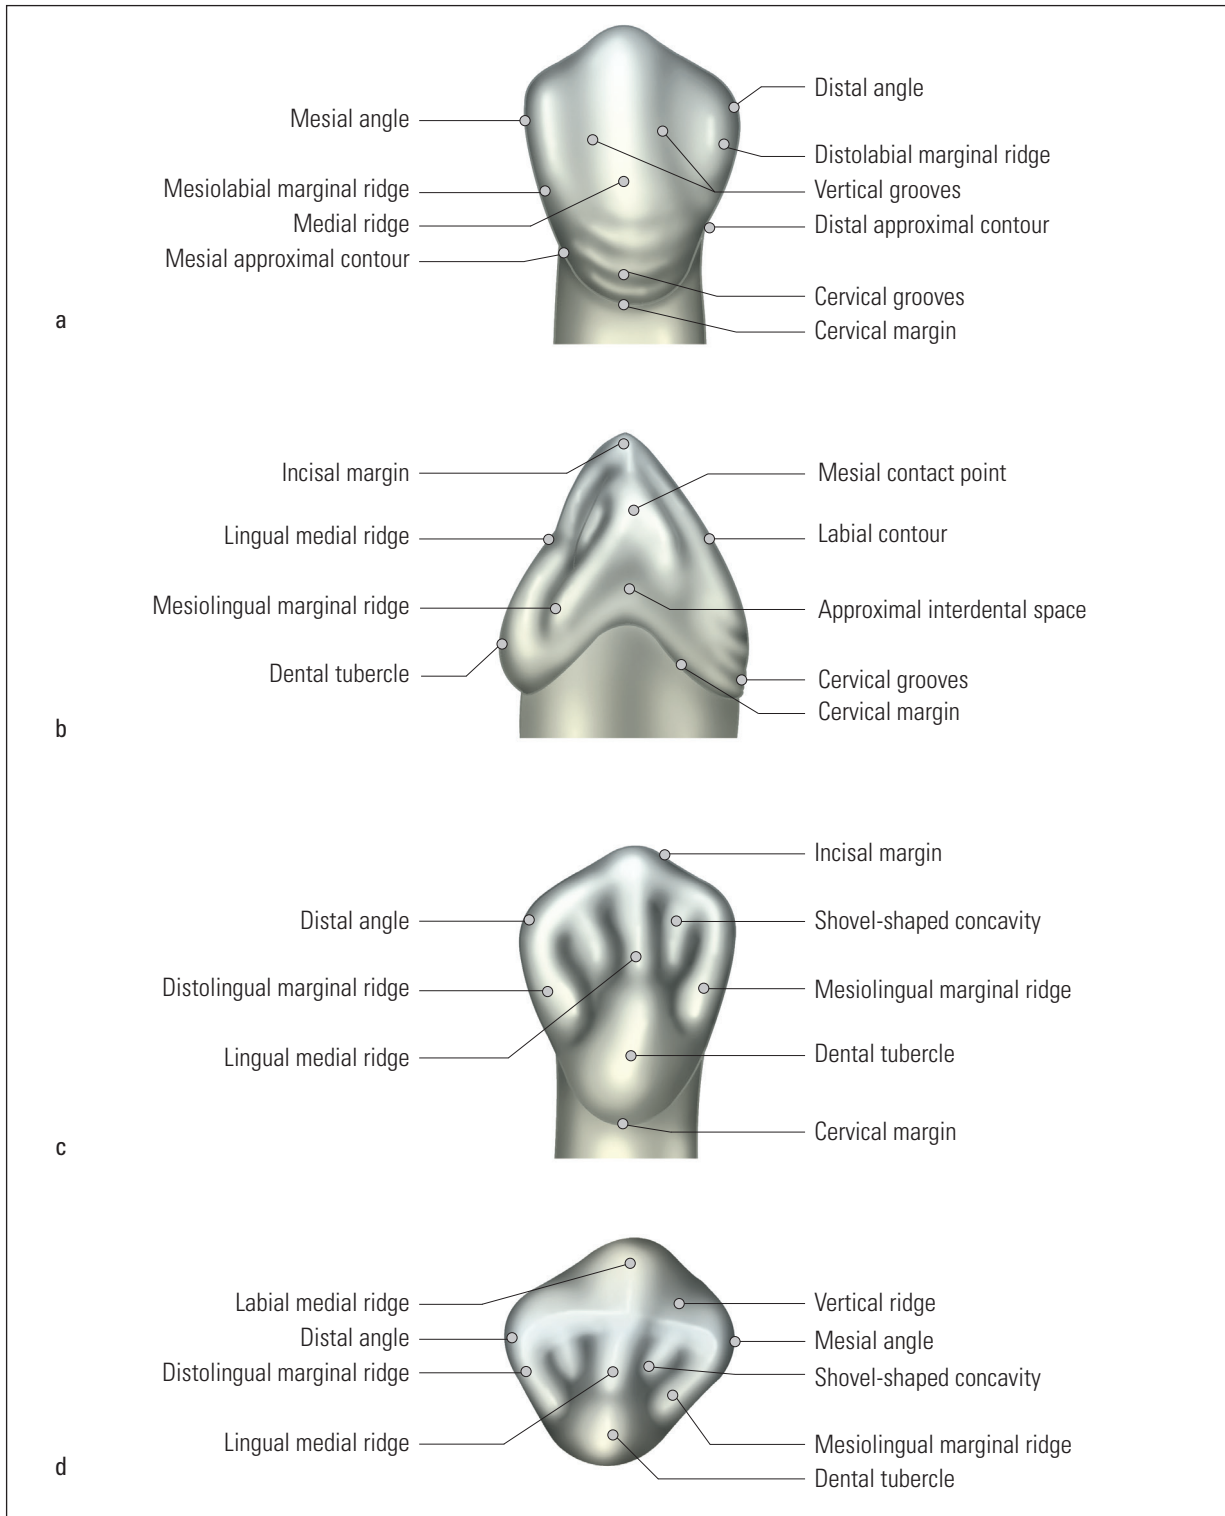 Mesial angle
Mesiolabial marginal ridge
Medial ridge
Mesial approximal contour
Distal angle
Distolabial marginal ridge
Vertical grooves
Distal approximal contour
Cervical grooves
Cervical margin
a
Incisal margin
Lingual medial ridge
Mesiolingual marginal ridge
Dental tubercle
Mesial contact point
Labial contour
Approximal interdental space
Cervical grooves
Cervical margin
b
Distal angle
Distolingual marginal ridge
Lingual medial ridge
Incisal margin
Shovel-shaped concavity
Mesiolingual marginal ridge
Dental tubercle
Cervical margin
c
Labial medial ridge
Distal angle
Distolingual marginal ridge
Lingual medial ridge
Vertical ridge
Mesial angle
Shovel-shaped concavity
Mesiolingual marginal ridge
Dental tubercle
d